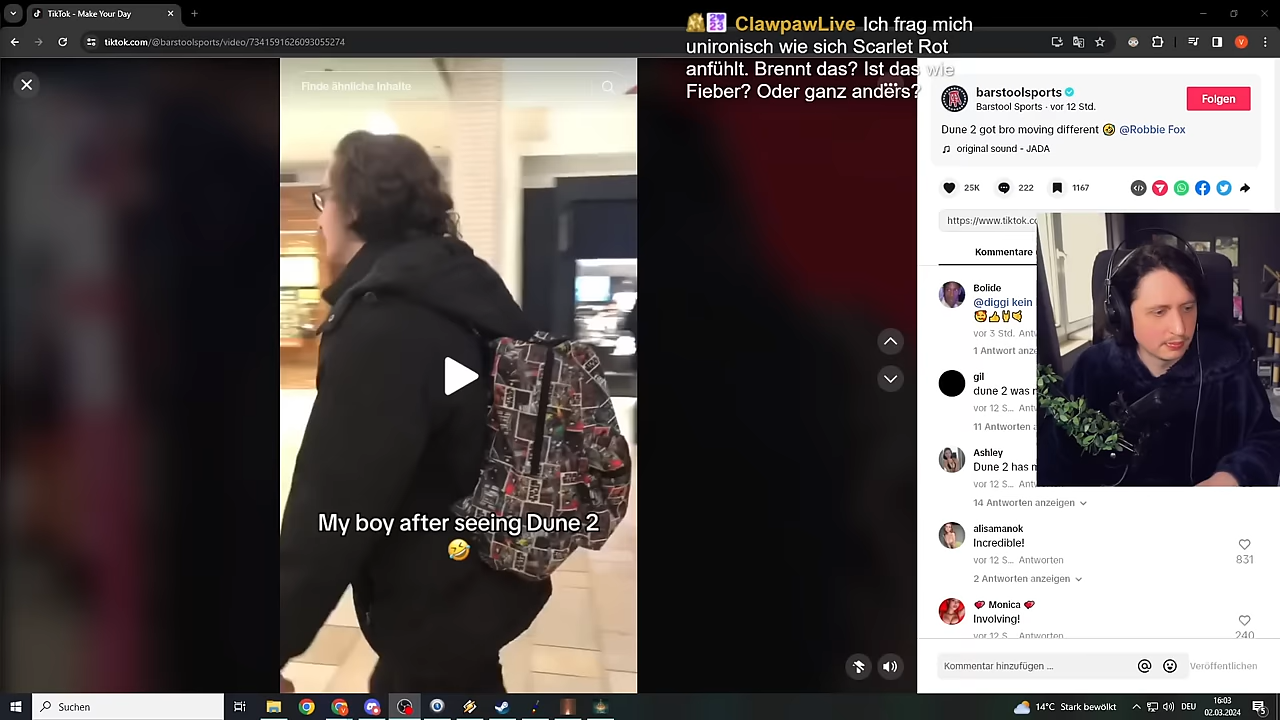 TikTok - Make Your Day
tiktok.com/@barstoolsports/video/7341591626093055274
ClawpawLive Ich frag mich
unironisch wie sich Scarlet Rot
anfühlt. Brennt das? Ist das wie
Fieber? Oder ganz anders?
Finde ähnliche Inhalte
My boy after seeing Dune 2
🤣
barstoolsports
Barstool Sports · vor 12 Std.
Folgen
Dune 2 got bro moving different 🤣 @Robbie Fox
♫ original sound - JADA
25K
222
1167
https://www.tiktok.co
Kommentare
Bolide
@diggi kein
vor 3 Std. Ant
1 Antwort anze
gil
dune 2 was
vor 12 S... Ant
11 Antworten
Ashley
Dune 2 has
vor 12 S... Antw
14 Antworten anzeigen
alisamanok
Incredible!
vor 12 S... Antworten
831
2 Antworten anzeigen
Monica
Involving!
vor 12 S... Antworten
240
Kommentar hinzufügen ...
Veröffentlichen
Suchen
14°C Stark bewölkt
DEU
16:03
02.03.2024